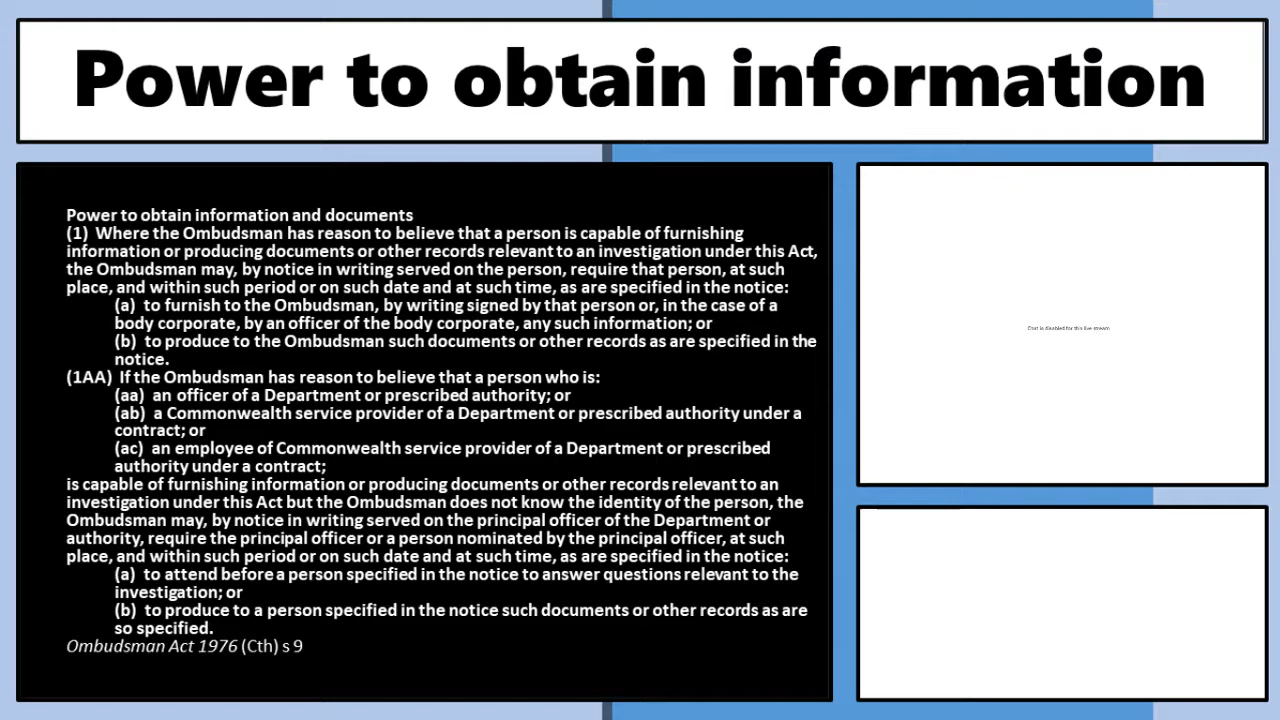 Power to obtain information
Power to obtain information and documents
(1) Where the Ombudsman has reason to believe that a person is capable of furnishing
information or producing documents or other records relevant to an investigation under this Act,
the Ombudsman may, by notice in writing served on the person, require that person, at such
place, and within such period or on such date and at such time, as are specified in the notice:
(a) to furnish to the Ombudsman, by writing signed by that person or, in the case of a
body corporate, by an officer of the body corporate, any such information; or
(b) to produce to the Ombudsman such documents or other records as are specified in the
notice.
(1AA) If the Ombudsman has reason to believe that a person who is:
(aa) an officer of a Department or prescribed authority; or
(ab) a Commonwealth service provider of a Department or prescribed authority under a
contract; or
(ac) an employee of Commonwealth service provider of a Department or prescribed
authority under a contract;
is capable of furnishing information or producing documents or other records relevant to an
investigation under this Act but the Ombudsman does not know the identity of the person, the
Ombudsman may, by notice in writing served on the principal officer of the Department or
authority, require the principal officer or a person nominated by the principal officer, at such
place, and within such period or on such date and at such time, as are specified in the notice:
(a) to attend before a person specified in the notice to answer questions relevant to the
investigation; or
(b) to produce to a person specified in the notice such documents or other records as are
so specified.
Ombudsman Act 1976 (Cth) s 9
Chat is disabled for this live stream